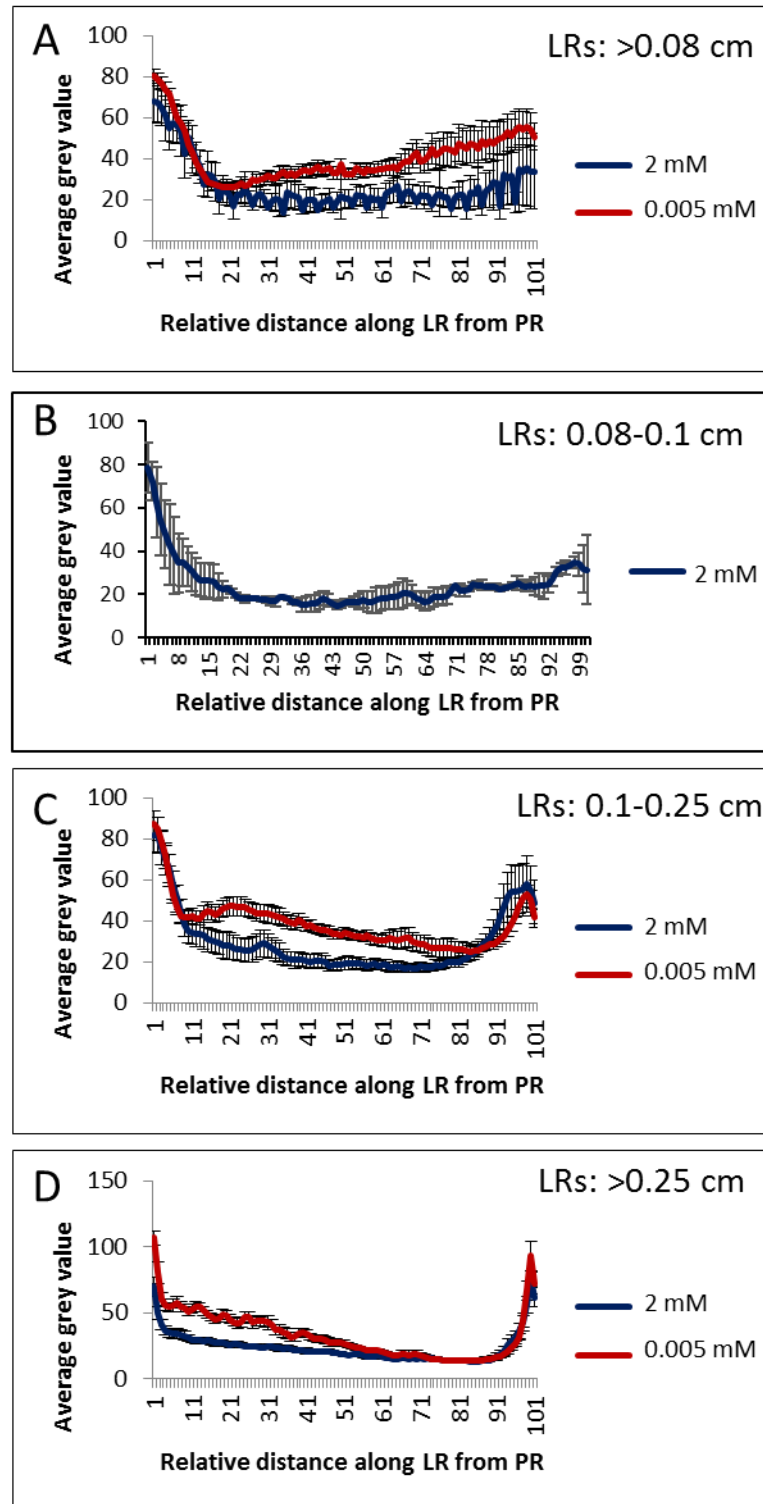 A
LRs: >0.08 cm
Average grey value
100
80
60
40
20
0
1 11 21 31 41 51 61 71 81 91 101
Relative distance along LR from PR
2 mM
0.005 mM
B
LRs: 0.08-0.1 cm
Average grey value
100
80
60
40
20
0
1 8 15 22 29 36 43 50 57 64 71 78 85 92 99
Relative distance along LR from PR
2 mM
C
LRs: 0.1-0.25 cm
Average grey value
100
80
60
40
20
0
1 11 21 31 41 51 61 71 81 91 101
Relative distance along LR from PR
2 mM
0.005 mM
D
LRs: >0.25 cm
Average grey value
150
100
50
0
1 11 21 31 41 51 61 71 81 91 101
Relative distance along LR from PR
2 mM
0.005 mM